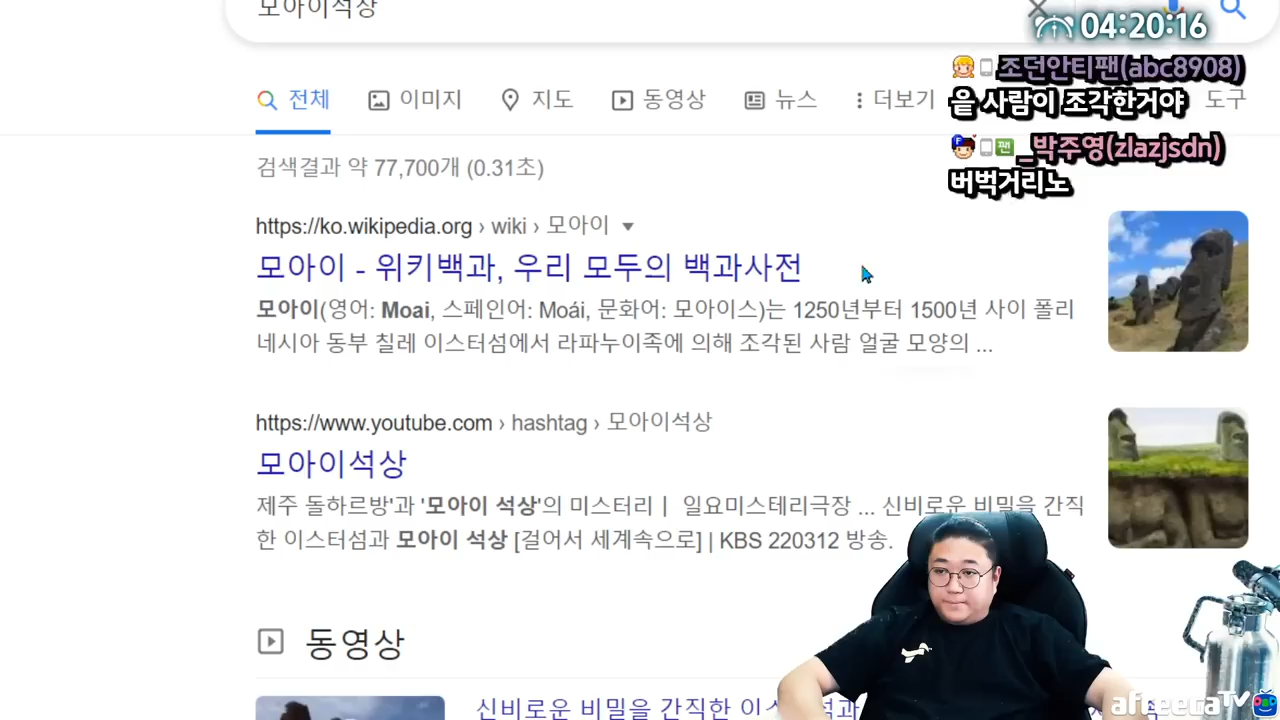 모아이석상
04:20:16
조던안티팬(abc8908)
읕 사람이 조각한거야
_박주영(zlazjsdn)
버벅거리노
전체 이미지 지도 동영상 뉴스 더보기 도구
검색결과 약 77,700개 (0.31초)
https://ko.wikipedia.org › wiki › 모아이
모아이 - 위키백과, 우리 모두의 백과사전
모아이(영어: Moai, 스페인어: Moái, 문화어: 모아이스)는 1250년부터 1500년 사이 폴리
네시아 동부 칠레 이스터섬에서 라파누이족에 의해 조각된 사람 얼굴 모양의 ...
https://www.youtube.com › hashtag › 모아이석상
모아이석상
제주 돌하르방'과 '모아이 석상'의 미스터리ㅣ 일요미스테리극장 ... 신비로운 비밀을 간직
한 이스터섬과 모아이 석상 [걸어서 세계속으로] | KBS 220312 방송.
동영상
신비로운 비밀을 간직한 이스
afreecaTV